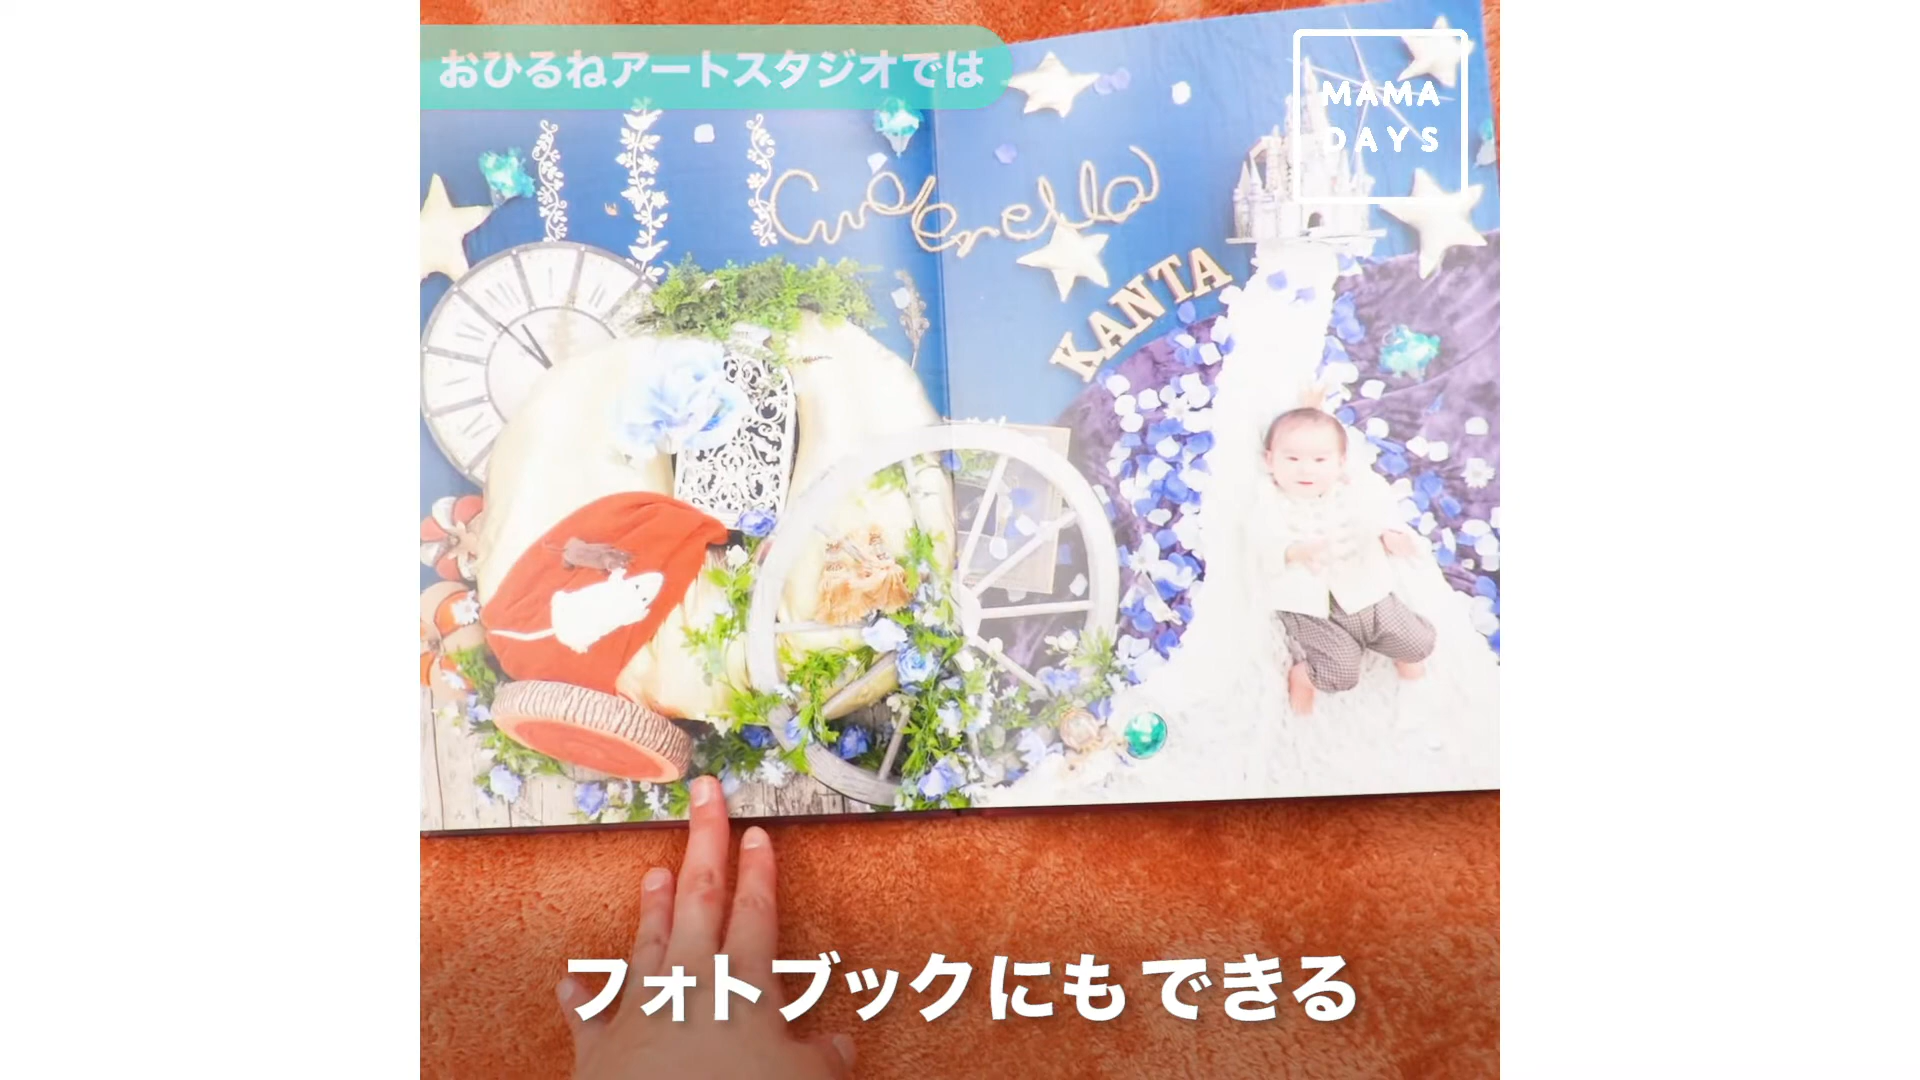 おひるねアートスタジオでは
MAMA
DAYS
Cinderella
KANTA
フォトブックにもできる